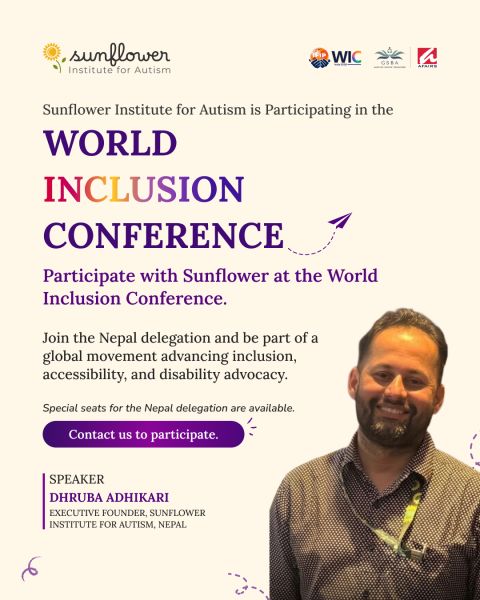 sunflower
Institute for Autism
WIC
GSBA
AFAIRS
Sunflower Institute for Autism is Participating in the
WORLD
INCLUSION
CONFERENCE
Participate with Sunflower at the World
Inclusion Conference.
Join the Nepal delegation and be part of a
global movement advancing inclusion,
accessibility, and disability advocacy.
Special seats for the Nepal delegation are available.
Contact us to participate.
SPEAKER
DHRUBA ADHIKARI
EXECUTIVE FOUNDER, SUNFLOWER
INSTITUTE FOR AUTISM, NEPAL